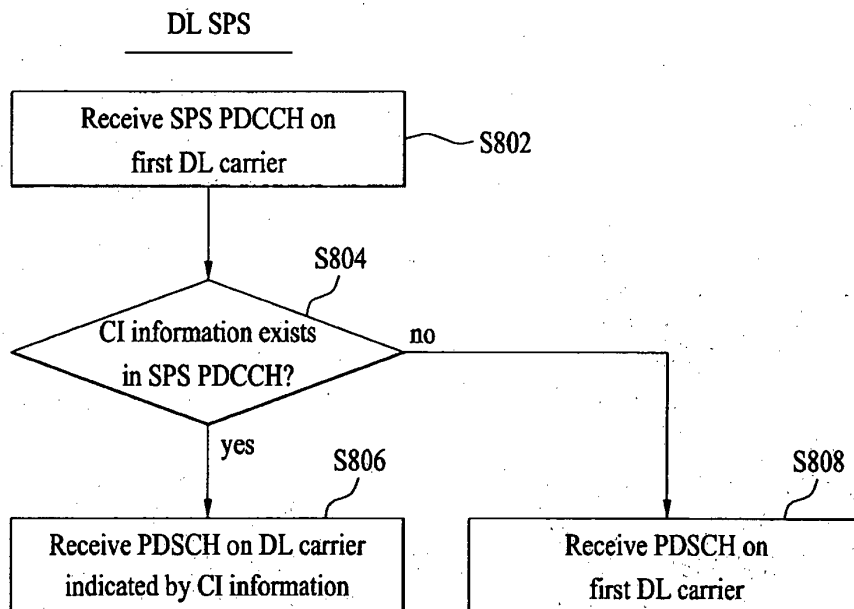 DL SPS
Receive SPS PDCCH on
first DL carrier
S802
S804
CI information exists
in SPS PDCCH?
no
yes
S806
Receive PDSCH on DL carrier
indicated by CI information
S808
Receive PDSCH on
first DL carrier